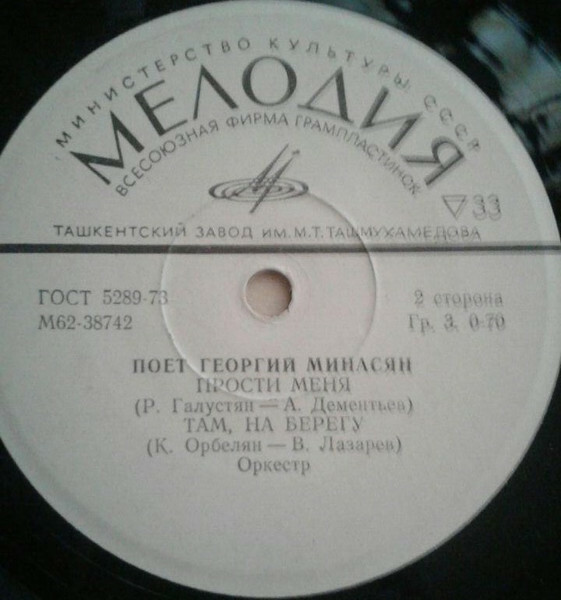 МИНИСТЕРСТВО КУЛЬТУРЫ СССР
МЕЛОДИЯ
ВСЕСОЮЗНАЯ ФИРМА ГРАМПЛАСТИНОК
33
ТАШКЕНТСКИЙ ЗАВОД ИМ. М.Т. ТАШМУХАМЕДОВА
ГОСТ 5289-73
2 сторона
М62-38742
Гр. 3. 0-70
ПОЕТ ГЕОРГИЙ МИНАСЯН
ПРОСТИ МЕНЯ
(Р. Галустян — А. Дементьев)
ТАМ, НА БЕРЕГУ
(К. Орбелян — В. Лазарев)
Оркестр